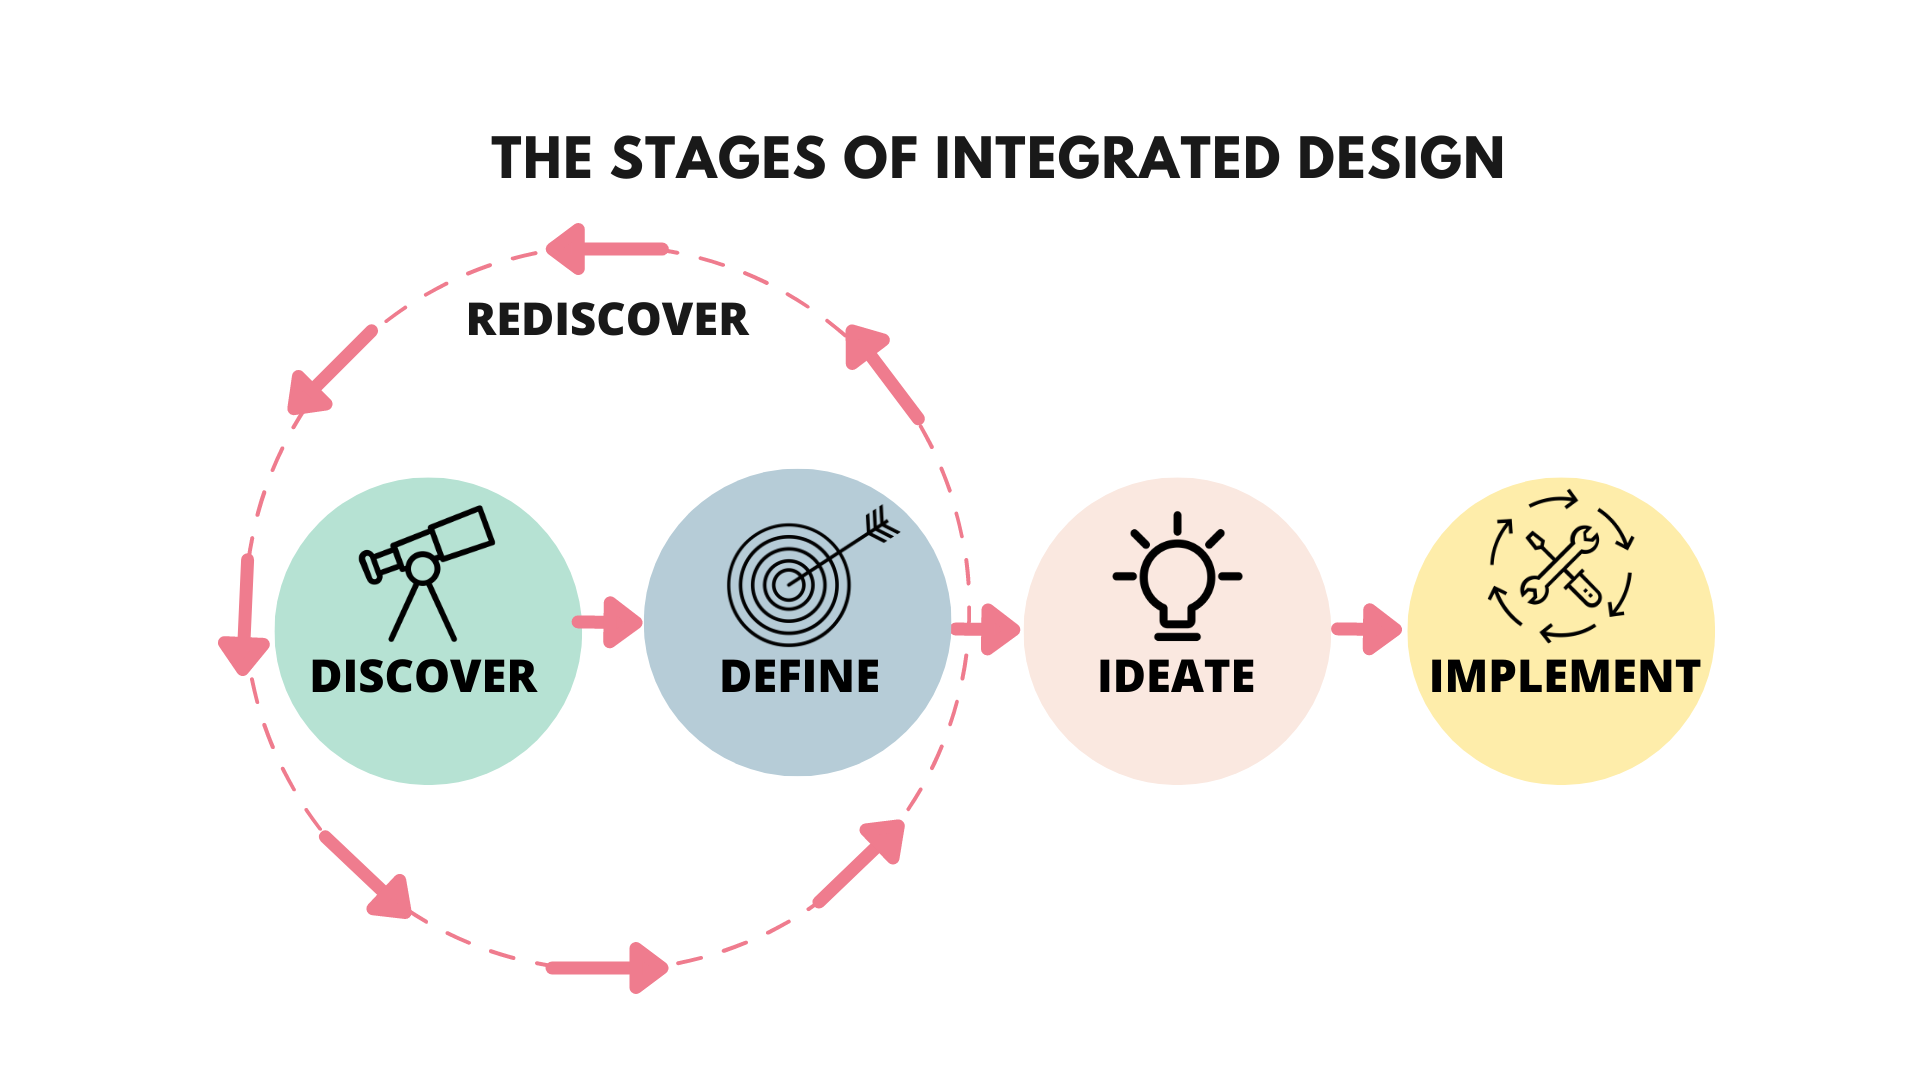 THE STAGES OF INTEGRATED DESIGN
REDISCOVER
DISCOVER
DEFINE
IDEATE
IMPLEMENT